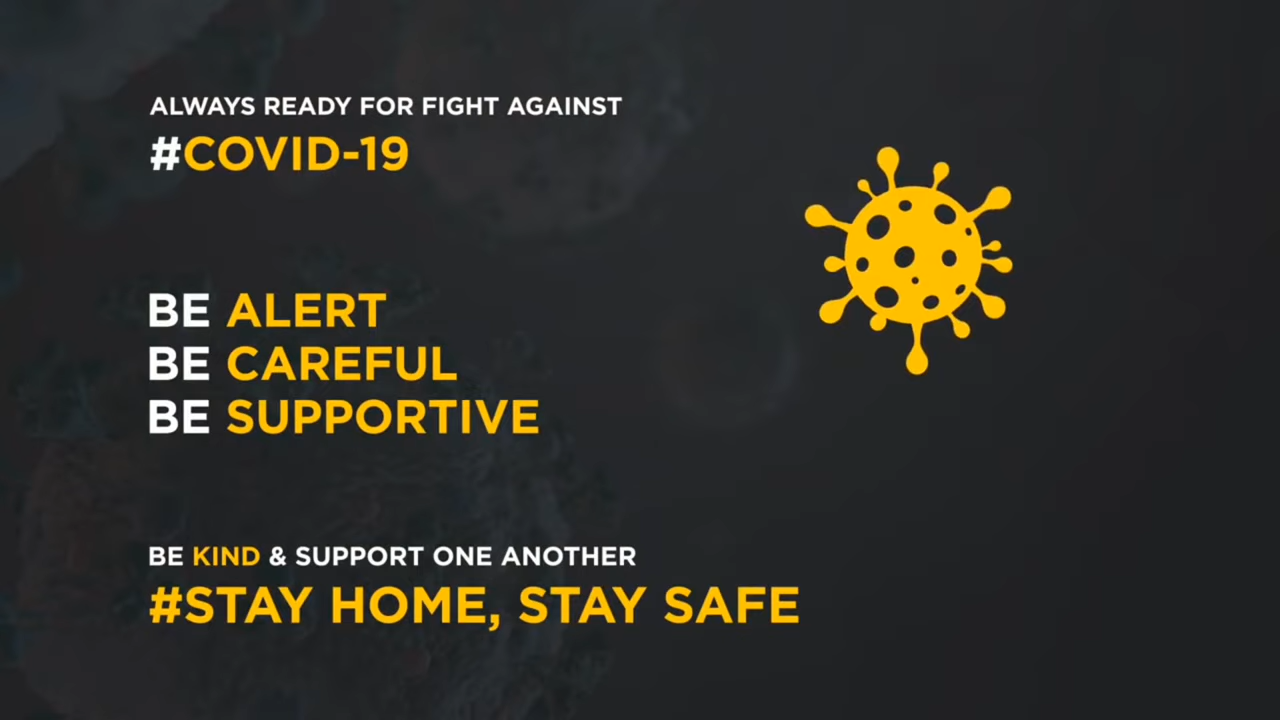 ALWAYS READY FOR FIGHT AGAINST
#COVID-19
BE ALERT
BE CAREFUL
BE SUPPORTIVE
BE KIND & SUPPORT ONE ANOTHER
#STAY HOME, STAY SAFE